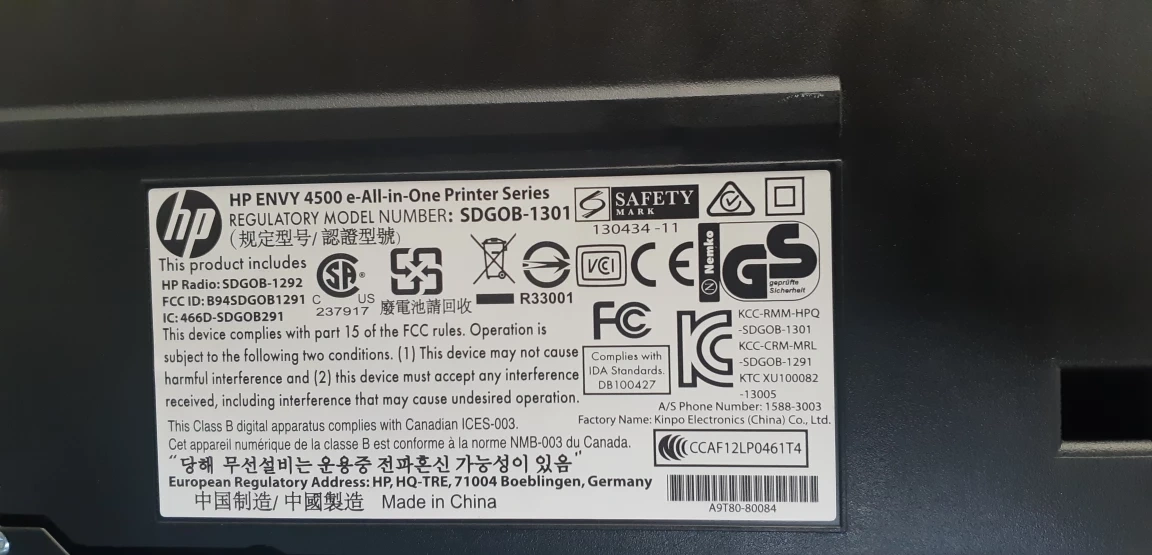 hp
HP ENVY 4500 e-All-in-One Printer Series
REGULATORY MODEL NUMBER: SDGOB-1301
(规定型号/ 認證型號)
SAFETY
MARK
130434 -11
This product includes
HP Radio: SDGOB-1292
FCC ID: B94SDGOB1291
IC: 466D-SDGOB291
SA
C US
237917
廢電池請回收
R33001
VCI
CE
N Nemko
GS
geprüfte
Sicherheit
This device complies with part 15 of the FCC rules. Operation is
subject to the following two conditions. (1) This device may not cause
harmful interference and (2) this device must accept any interference
received, including interference that may cause undesired operation.
FC
Complies with
IDA Standards.
DB100427
KC
KCC-RMM-HPQ
-SDGOB-1301
KCC-CRM-MRL
-SDGOB-1291
KTC XU100082
-13005
A/S Phone Number: 1588-3003
Factory Name: Kinpo Electronics (China) Co., Ltd.
This Class B digital apparatus complies with Canadian ICES-003.
Cet appareil numérique de la classe B est conforme à la norme NMB-003 du Canada.
CCAF12LP0461T4
"당해 무선설비는 운용중 전파혼신 가능성이 있음"
European Regulatory Address: HP, HQ-TRE, 71004 Boeblingen, Germany
中国制造/ 中國製造 Made in China
A9T80-80084